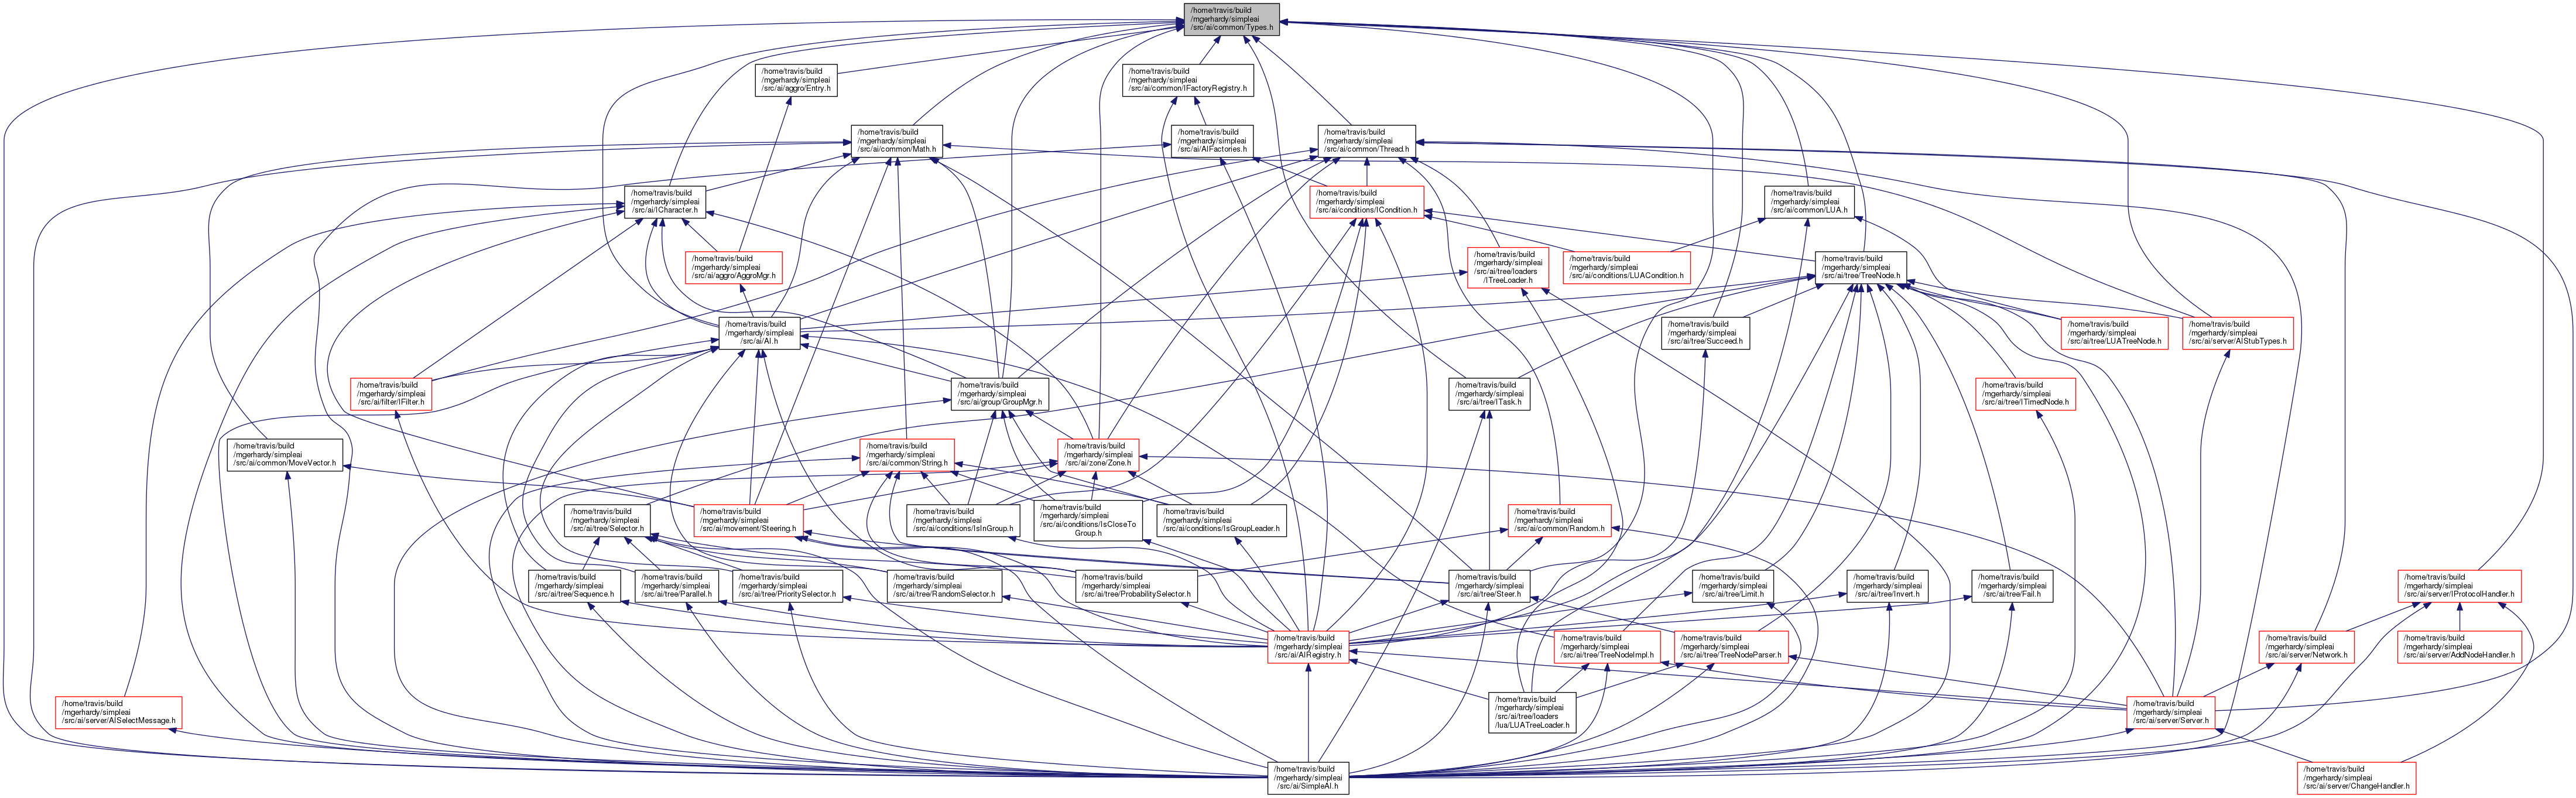 /home/travis/build
/mgerhardy/simpleai
/src/ai/common/Types.h
/home/travis/build
/mgerhardy/simpleai
/src/ai/aggro/Entry.h
/home/travis/build
/mgerhardy/simpleai
/src/ai/common/IFactoryRegistry.h
/home/travis/build
/mgerhardy/simpleai
/src/ai/common/Math.h
/home/travis/build
/mgerhardy/simpleai
/src/ai/AIFactories.h
/home/travis/build
/mgerhardy/simpleai
/src/ai/common/Thread.h
/home/travis/build
/mgerhardy/simpleai
/src/ai/ICharacter.h
/home/travis/build
/mgerhardy/simpleai
/src/ai/conditions/ICondition.h
/home/travis/build
/mgerhardy/simpleai
/src/ai/common/LUA.h
/home/travis/build
/mgerhardy/simpleai
/src/ai/aggro/AggroMgr.h
/home/travis/build
/mgerhardy/simpleai
/src/ai/tree/loaders
/ITreeLoader.h
/home/travis/build
/mgerhardy/simpleai
/src/ai/conditions/LUACondition.h
/home/travis/build
/mgerhardy/simpleai
/src/ai/tree/TreeNode.h
/home/travis/build
/mgerhardy/simpleai
/src/ai/AI.h
/home/travis/build
/mgerhardy/simpleai
/src/ai/tree/Succeed.h
/home/travis/build
/mgerhardy/simpleai
/src/ai/tree/LUATreeNode.h
/home/travis/build
/mgerhardy/simpleai
/src/ai/server/AIStubTypes.h
/home/travis/build
/mgerhardy/simpleai
/src/ai/filter/IFilter.h
/home/travis/build
/mgerhardy/simpleai
/src/ai/group/GroupMgr.h
/home/travis/build
/mgerhardy/simpleai
/src/ai/tree/ITask.h
/home/travis/build
/mgerhardy/simpleai
/src/ai/tree/ITimedNode.h
/home/travis/build
/mgerhardy/simpleai
/src/ai/common/MoveVector.h
/home/travis/build
/mgerhardy/simpleai
/src/ai/common/String.h
/home/travis/build
/mgerhardy/simpleai
/src/ai/zone/Zone.h
/home/travis/build
/mgerhardy/simpleai
/src/ai/tree/Selector.h
/home/travis/build
/mgerhardy/simpleai
/src/ai/movement/Steering.h
/home/travis/build
/mgerhardy/simpleai
/src/ai/conditions/IsInGroup.h
/home/travis/build
/mgerhardy/simpleai
/src/ai/conditions/IsCloseTo
Group.h
/home/travis/build
/mgerhardy/simpleai
/src/ai/conditions/IsGroupLeader.h
/home/travis/build
/mgerhardy/simpleai
/src/ai/common/Random.h
/home/travis/build
/mgerhardy/simpleai
/src/ai/tree/Sequence.h
/home/travis/build
/mgerhardy/simpleai
/src/ai/tree/Parallel.h
/home/travis/build
/mgerhardy/simpleai
/src/ai/tree/PrioritySelector.h
/home/travis/build
/mgerhardy/simpleai
/src/ai/tree/RandomSelector.h
/home/travis/build
/mgerhardy/simpleai
/src/ai/tree/ProbabilitySelector.h
/home/travis/build
/mgerhardy/simpleai
/src/ai/tree/Steer.h
/home/travis/build
/mgerhardy/simpleai
/src/ai/tree/Limit.h
/home/travis/build
/mgerhardy/simpleai
/src/ai/tree/Invert.h
/home/travis/build
/mgerhardy/simpleai
/src/ai/tree/Fail.h
/home/travis/build
/mgerhardy/simpleai
/src/ai/server/IProtocolHandler.h
/home/travis/build
/mgerhardy/simpleai
/src/ai/AIRegistry.h
/home/travis/build
/mgerhardy/simpleai
/src/ai/tree/TreeNodeImpl.h
/home/travis/build
/mgerhardy/simpleai
/src/ai/tree/TreeNodeParser.h
/home/travis/build
/mgerhardy/simpleai
/src/ai/server/Network.h
/home/travis/build
/mgerhardy/simpleai
/src/ai/server/AddNodeHandler.h
/home/travis/build
/mgerhardy/simpleai
/src/ai/server/AISelectMessage.h
/home/travis/build
/mgerhardy/simpleai
/src/ai/tree/loaders
/lua/LUATreeLoader.h
/home/travis/build
/mgerhardy/simpleai
/src/ai/server/Server.h
/home/travis/build
/mgerhardy/simpleai
/src/ai/SimpleAI.h
/home/travis/build
/mgerhardy/simpleai
/src/ai/server/ChangeHandler.h